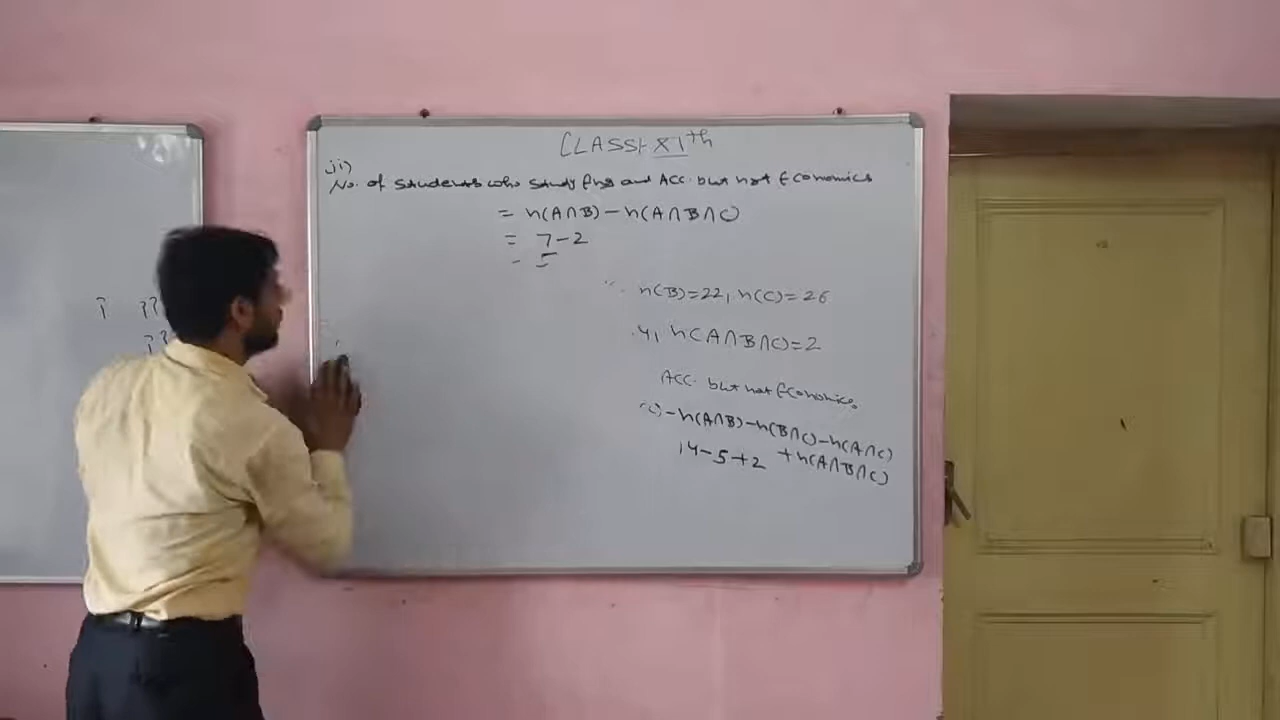 CLASS:- XIth
ii)
No. of Students who Study Eng and Acc. but not Economics
= n(A∩B) - n(A∩B∩C)
= 7-2
= 5
n(B)=22, n(C)=26
4, n(A∩B∩C)=2
Acc. but not Economics
-n(A∩B)-n(B∩C)-n(A∩C)
+n(A∩B∩C)
14-5+2
? ??
??